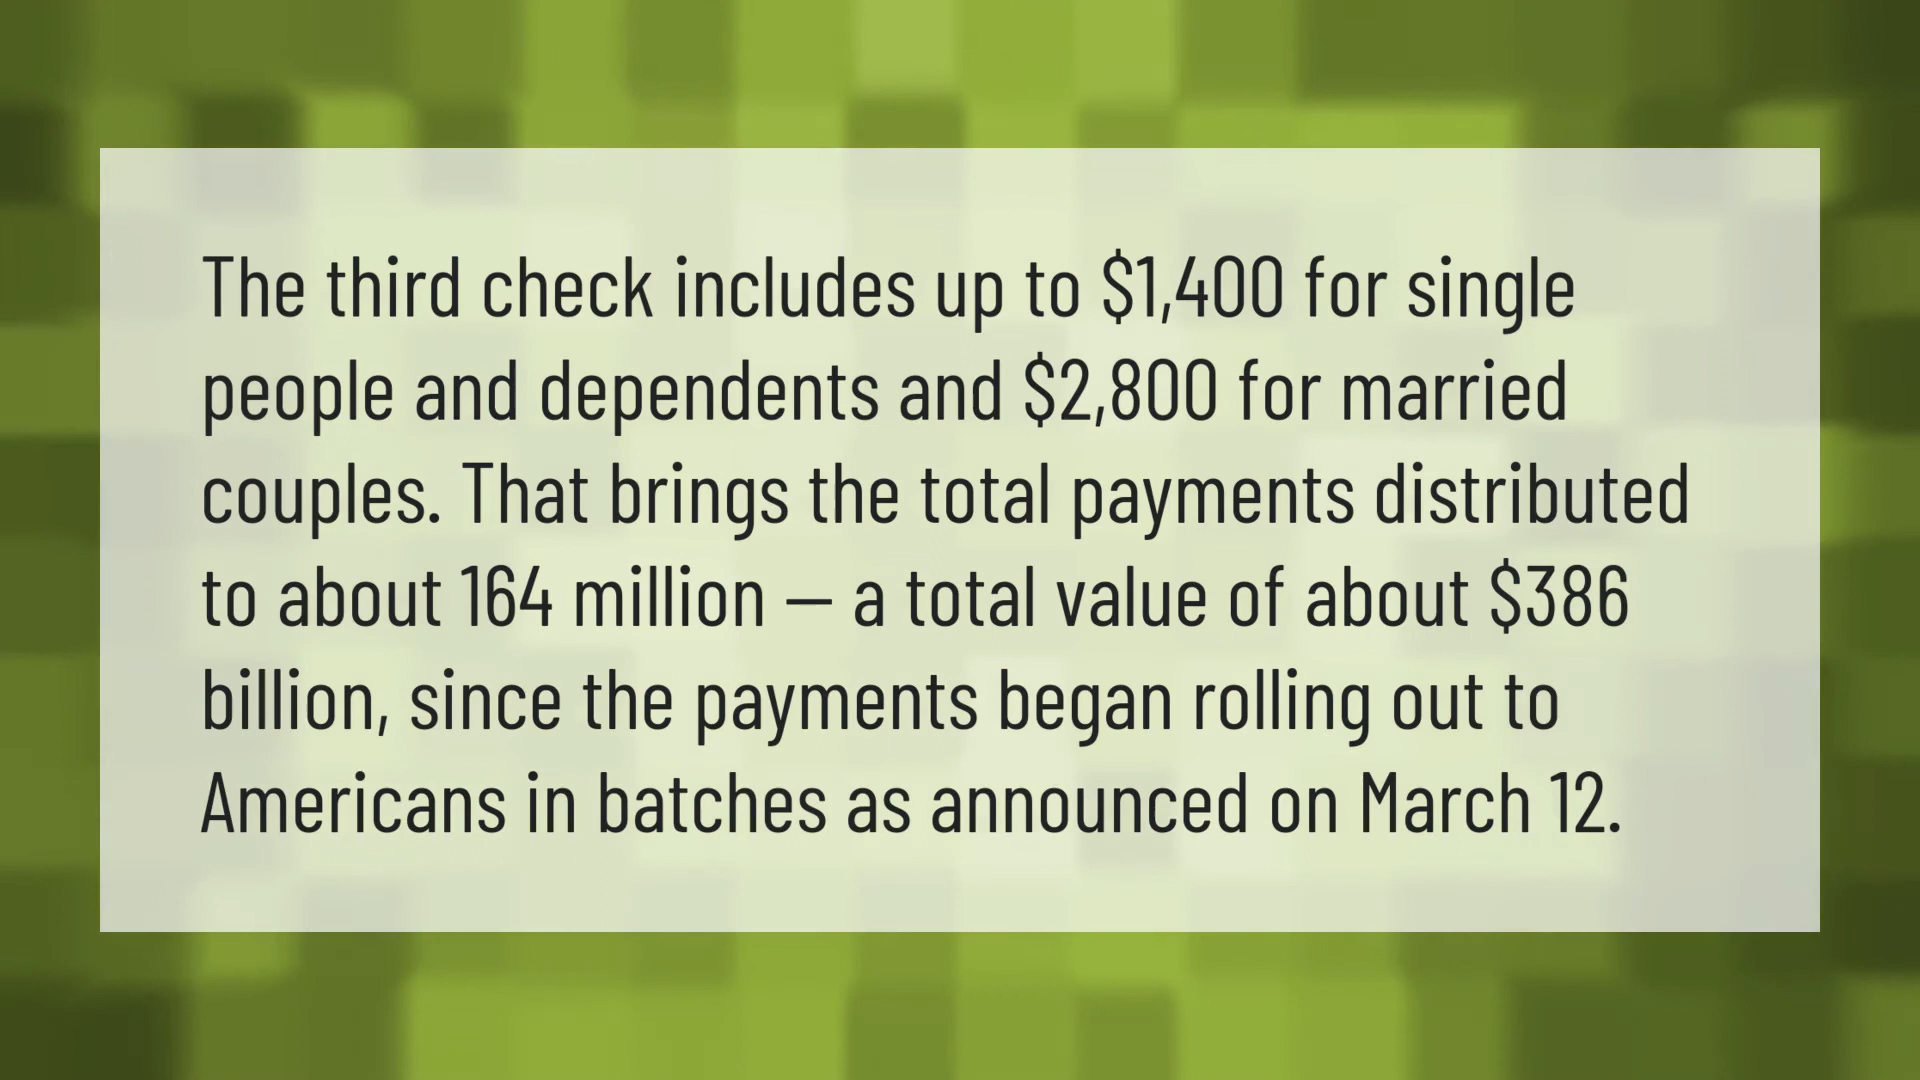 The third check includes up to $1,400 for single
people and dependents and $2,800 for married
couples. That brings the total payments distributed
to about 164 million – a total value of about $386
billion, since the payments began rolling out to
Americans in batches as announced on March 12.